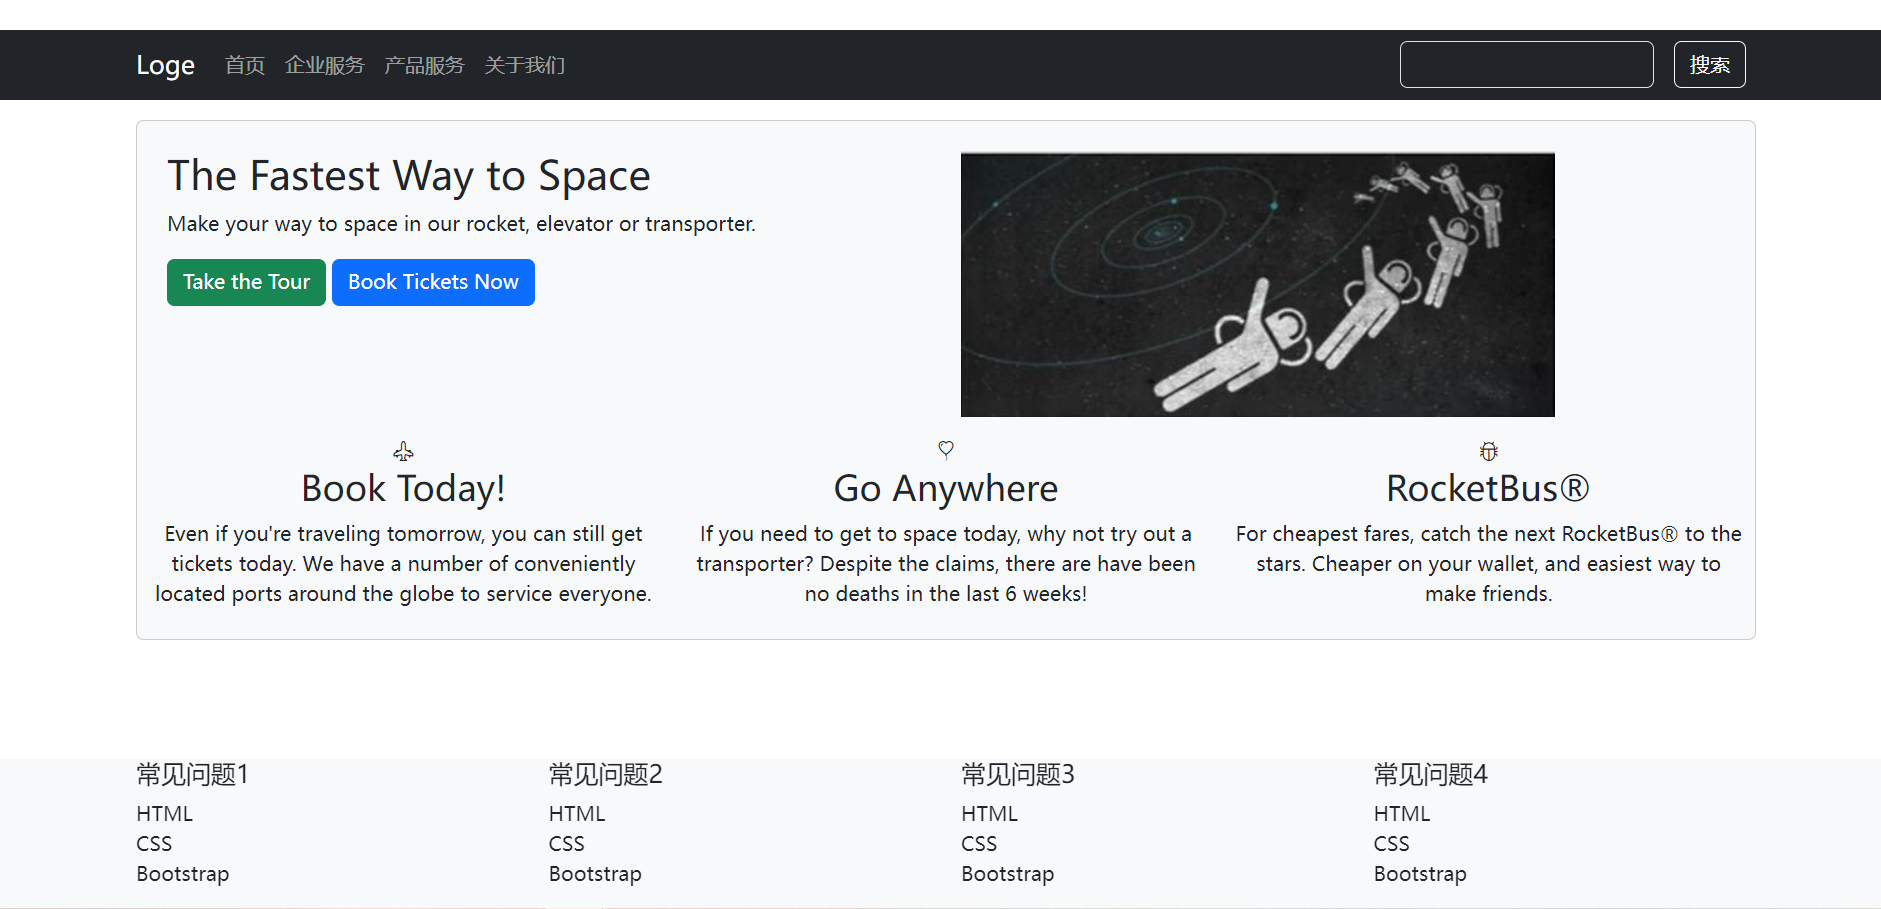 Loge 首页 企业服务 产品服务 关于我们 搜索
The Fastest Way to Space
Make your way to space in our rocket, elevator or transporter.
Take the Tour Book Tickets Now
Book Today!
Even if you're traveling tomorrow, you can still get
tickets today. We have a number of conveniently
located ports around the globe to service everyone.
Go Anywhere
If you need to get to space today, why not try out a
transporter? Despite the claims, there are have been
no deaths in the last 6 weeks!
RocketBus®
For cheapest fares, catch the next RocketBus® to the
stars. Cheaper on your wallet, and easiest way to
make friends.
常见问题1
HTML
CSS
Bootstrap
常见问题2
HTML
CSS
Bootstrap
常见问题3
HTML
CSS
Bootstrap
常见问题4
HTML
CSS
Bootstrap